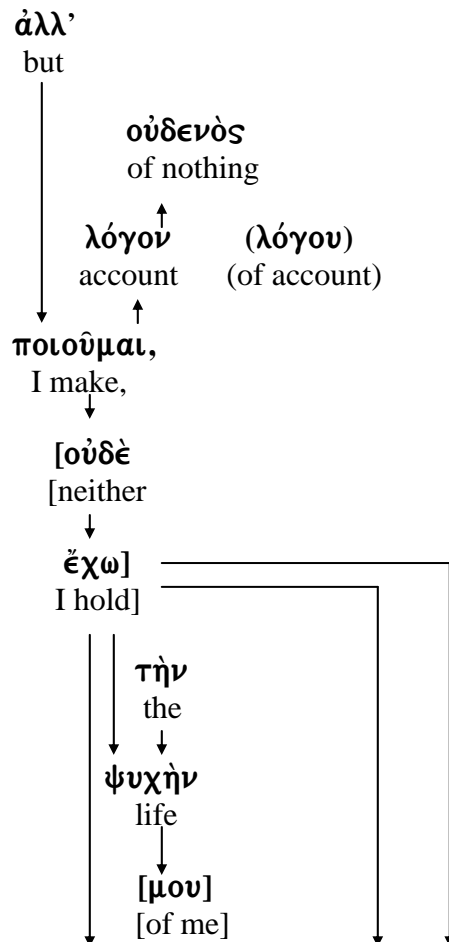 ἀλλ’
but
οὐδενὸς
of nothing
λόγον (λόγου)
account (of account)
ποιοῦμαι,
I make,
[οὐδὲ
[neither
ἔχω]
I hold]
τὴν
the
ψυχὴν
life
[μου]
[of me]